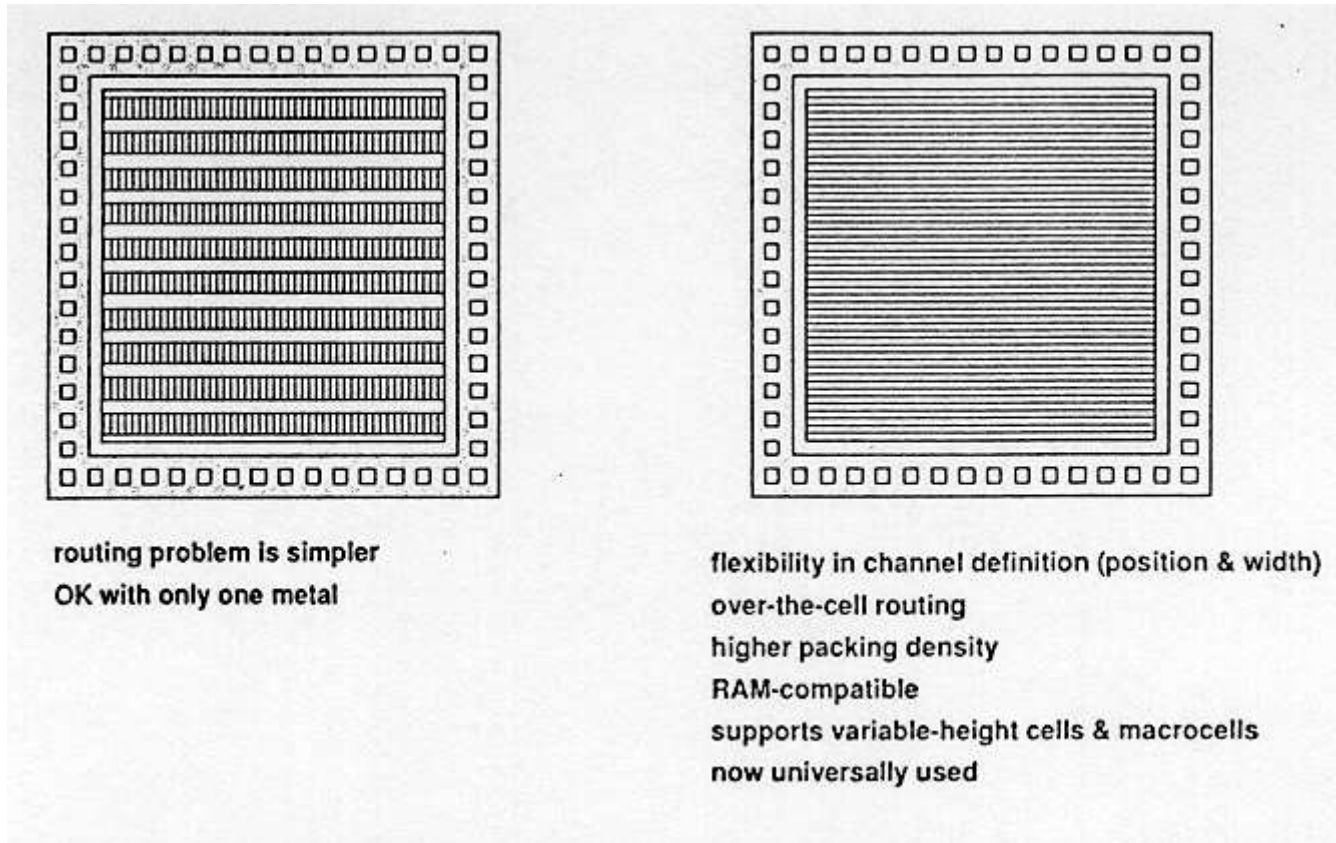 routing problem is simpler
OK with only one metal
flexibility in channel definition (position & width)
over-the-cell routing
higher packing density
RAM-compatible
supports variable-height cells & macrocells
now universally used